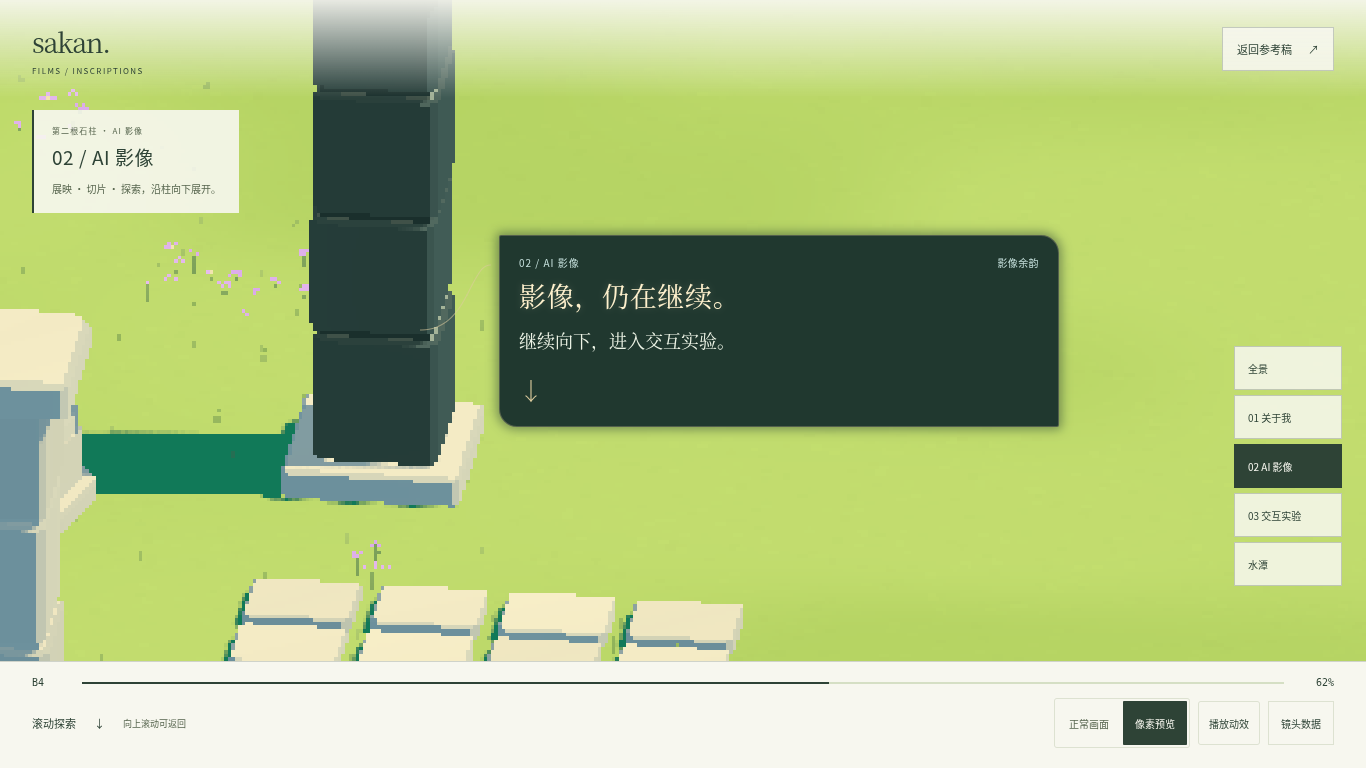 sakan.
FILMS / INSCRIPTIONS
返回参考稿 ↗
第二根石柱 · AI 影像
02 / AI 影像
展映 · 切片 · 探索，沿柱向下展开。
02 / AI 影像
影像余韵
影像，仍在继续。
继续向下，进入交互实验。
↓
全景
01 关于我
02 AI 影像
03 交互实验
水潭
B4
62%
滚动探索 ↓ 向上滚动可返回
正常画面 像素预览 播放动效 镜头数据